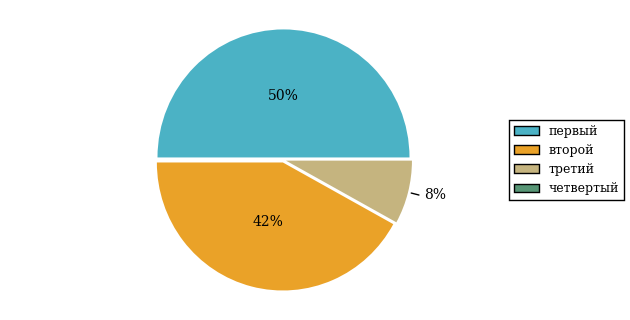 50%
42%
8%
первый
второй
третий
четвертый